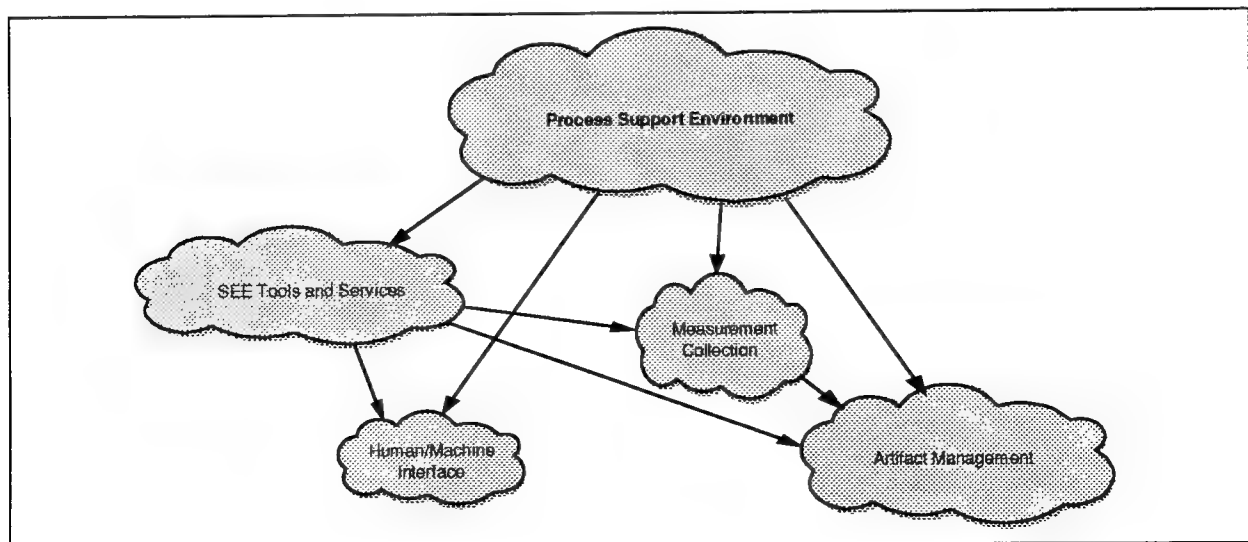 Process Support Environment
SEE Tools and Services
Measurement
Collection
Human/Machine
Interface
Artifact Management